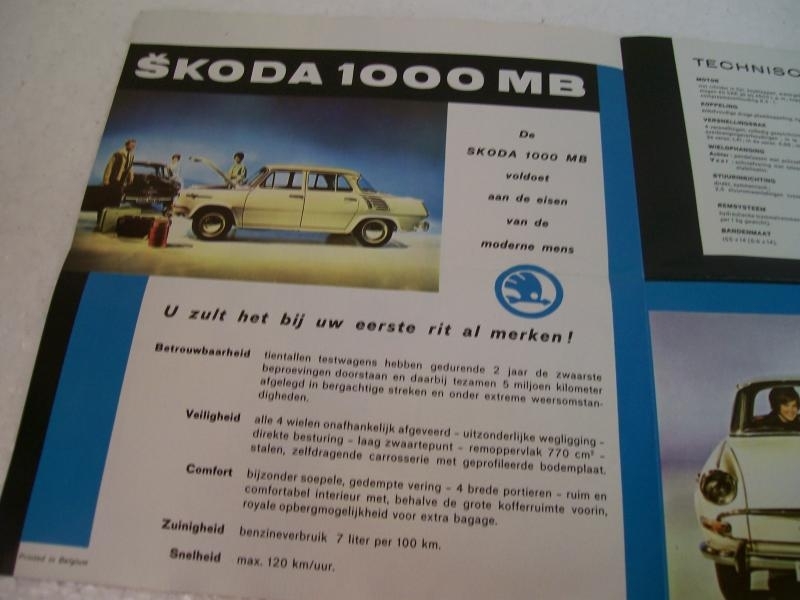 ŠKODA 1000 MB
De
SKODA 1000 MB
voldoet
aan de eisen
van de
moderne mens
U zult het bij uw eerste rit al merken!
Betrouwbaarheid tientallen testwagens hebben gedurende 2 jaar de zwaarste
beproevingen doorstaan en daarbij tezamen 5 miljoen kilometer
afgelegd in bergachtige streken en onder extreme weersomstan-
digheden.
Veiligheid alle 4 wielen onafhankelijk afgeveerd - uitzonderlijke wegligging -
direkte besturing - laag zwaartepunt - remoppervlak 770 cm² -
stalen, zelfdragende carrosserie met geprofileerde bodemplaat.
Comfort bijzonder soepele, gedempte vering - 4 brede portieren - ruim en
comfortabel interieur met, behalve de grote kofferruimte voorin,
royale opbergmogelijkheid voor extra bagage.
Zuinigheid benzineverbruik 7 liter per 100 km.
Snelheid max. 120 km/uur.
Printed in Belgium
TECHNISC
MOTOR
KOPPELING
VERSNELLINGSBAK
WIELOPHANGING
STUURINRICHTING
REMSYSTEEM
BANDENMAAT